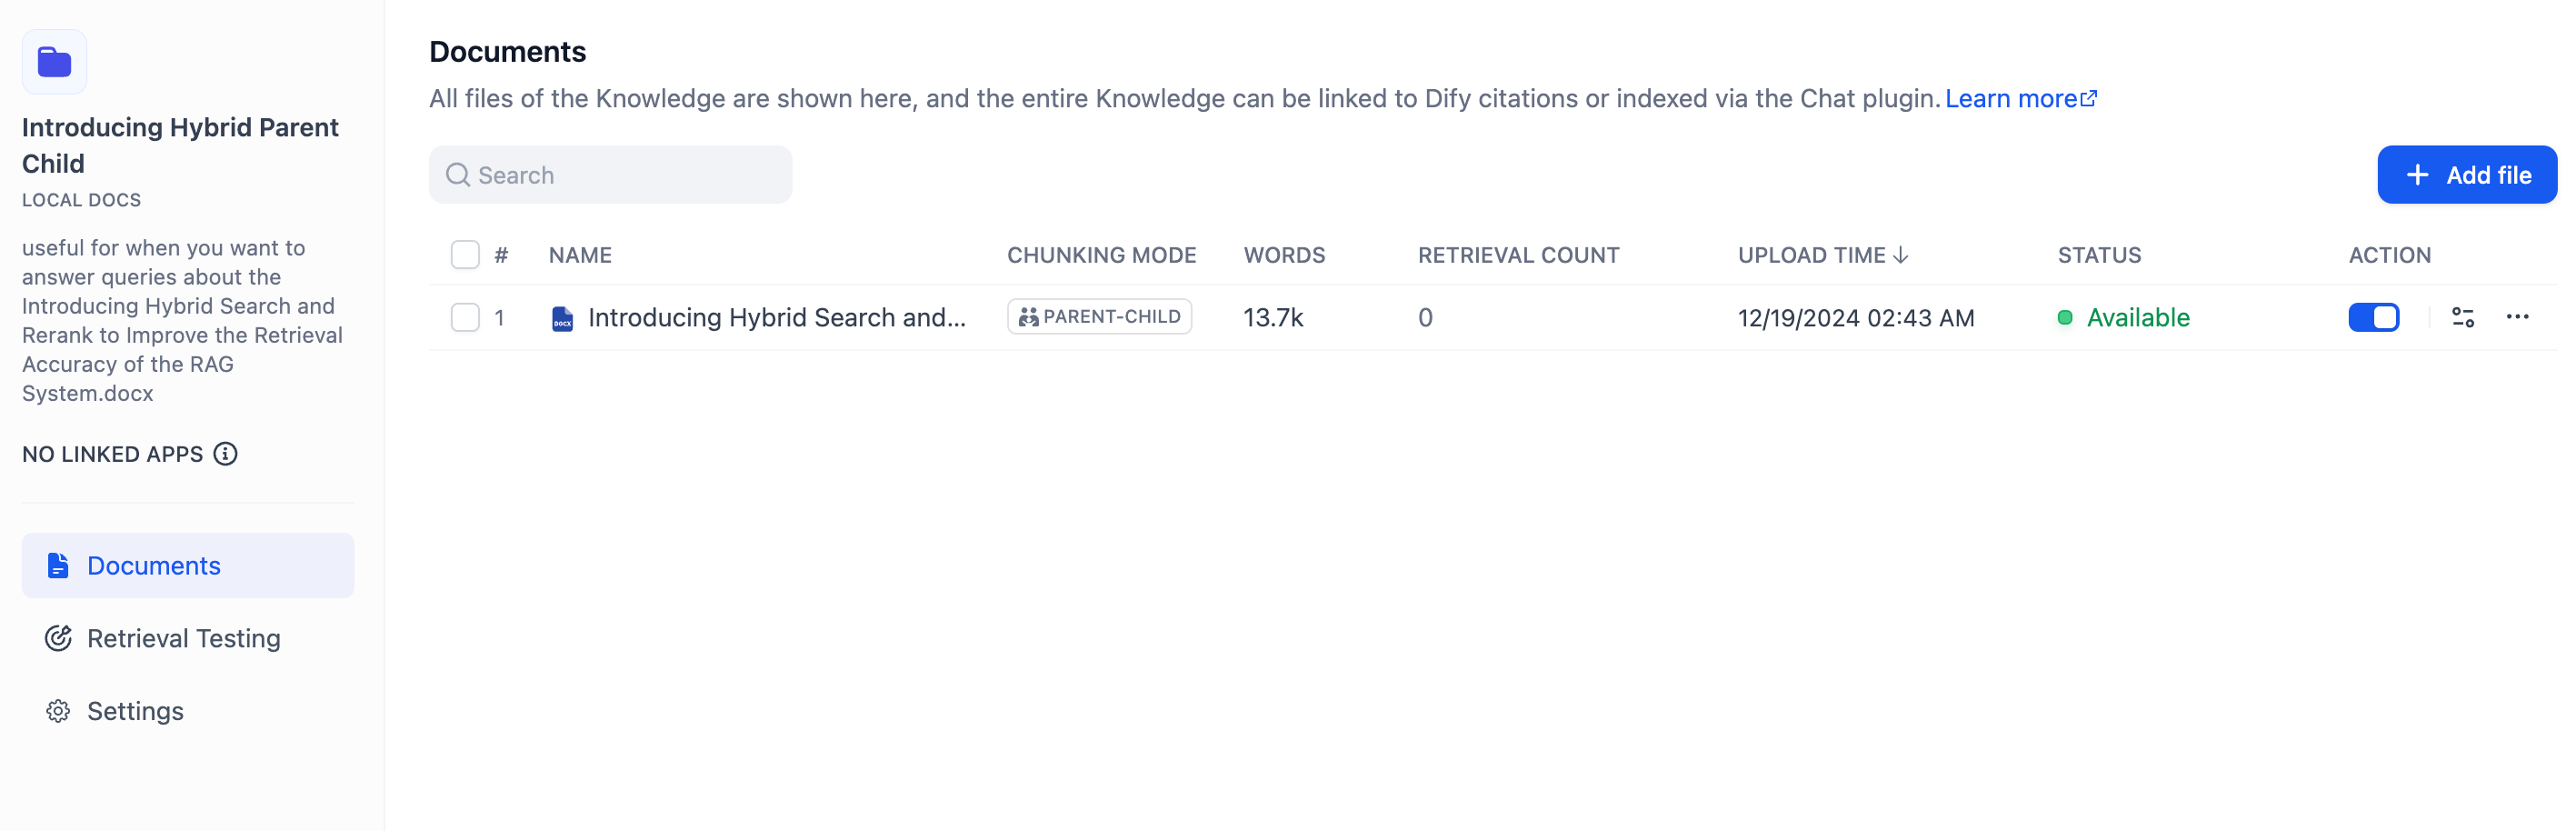 Introducing Hybrid Parent
Child
LOCAL DOCS
useful for when you want to
answer queries about the
Introducing Hybrid Search and
Rerank to Improve the Retrieval
Accuracy of the RAG
System.docx
NO LINKED APPS
Documents
Retrieval Testing
Settings
Documents
All files of the Knowledge are shown here, and the entire Knowledge can be linked to Dify citations or indexed via the Chat plugin. Learn more
Search
Add file
# NAME CHUNKING MODE WORDS RETRIEVAL COUNT UPLOAD TIME STATUS ACTION
1 DOCX Introducing Hybrid Search and... PARENT-CHILD 13.7k 0 12/19/2024 02:43 AM Available